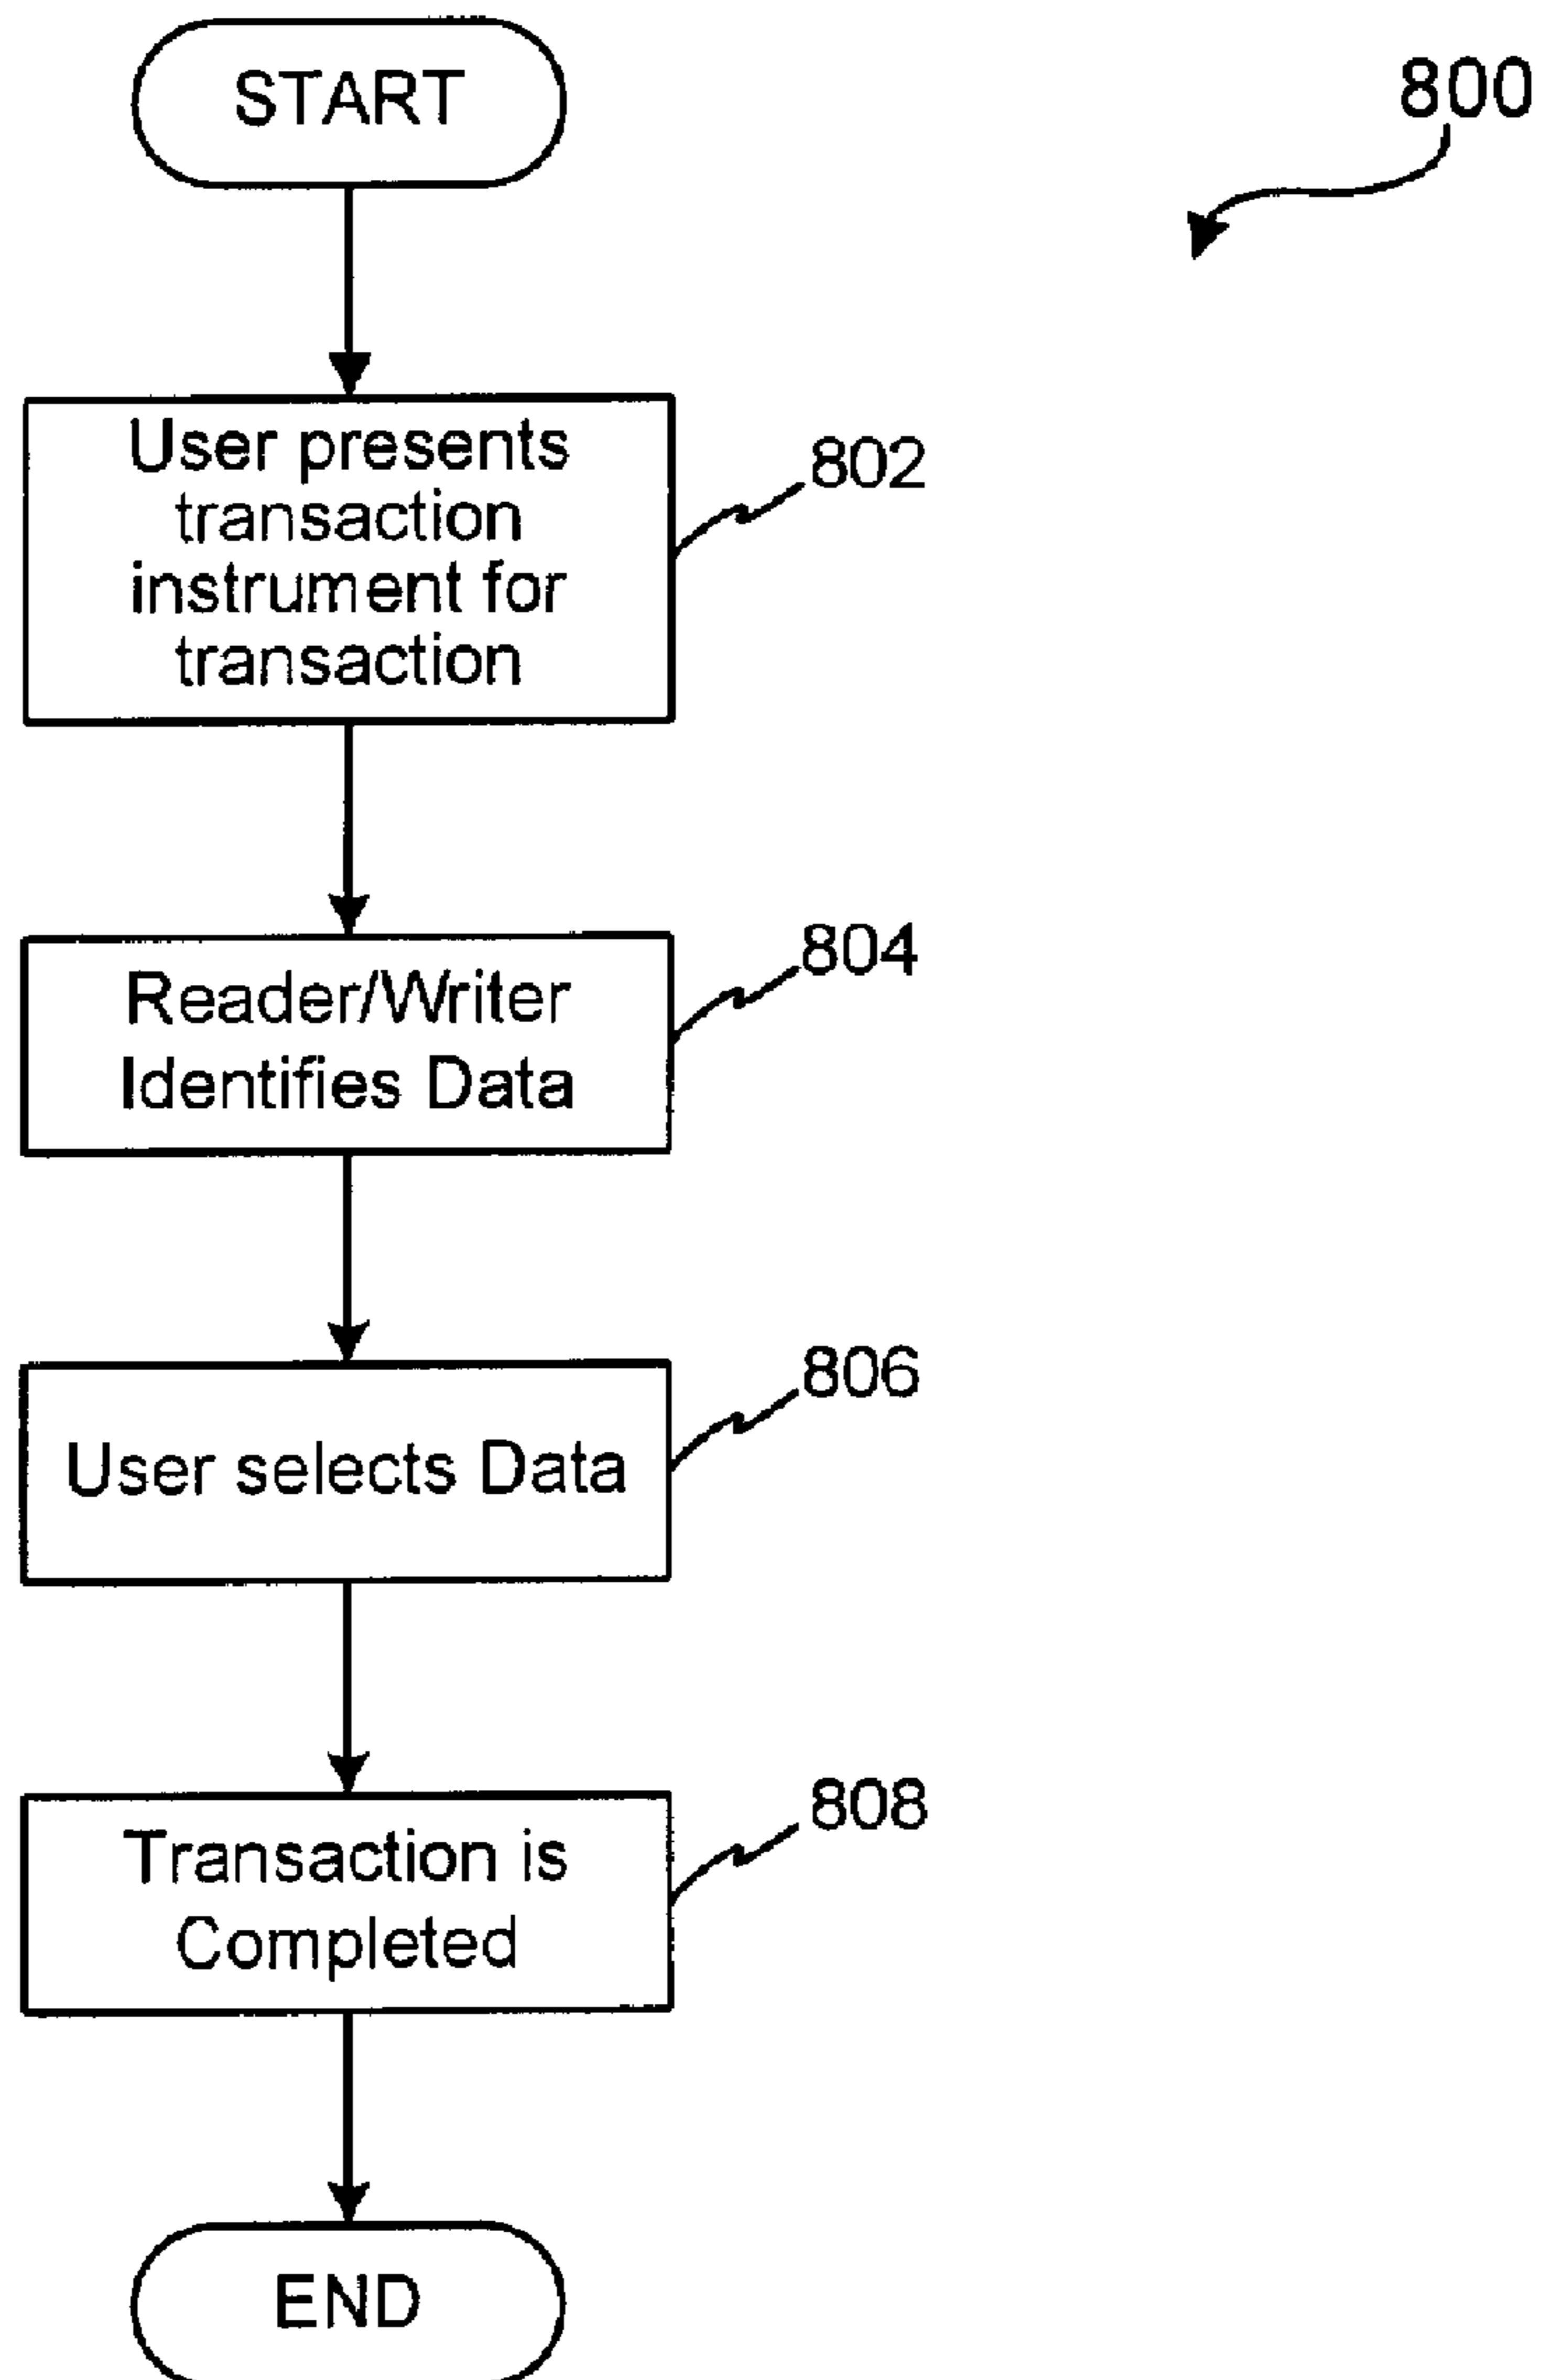 START
800
User presents
transaction
instrument for
transaction
802
Reader/Writer
Identifies Data
804
User selects Data
806
Transaction is
Completed
808
END